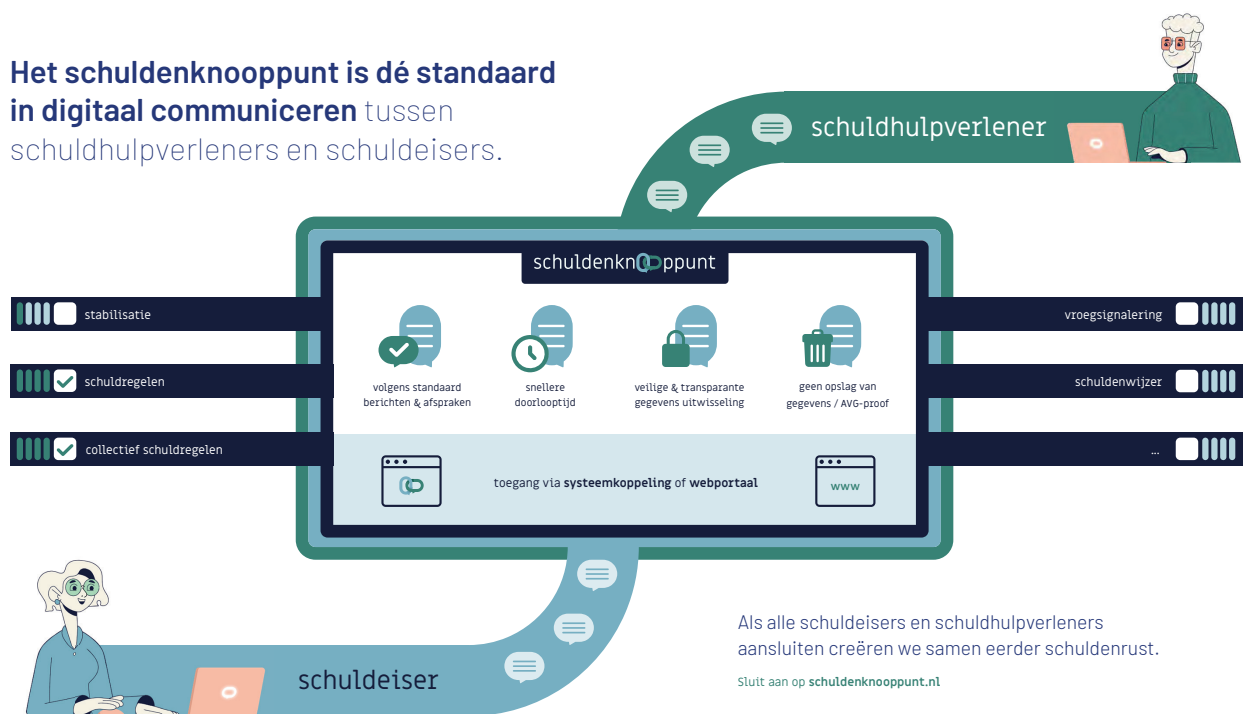 Het schuldenknooppunt is dé standaard
in digitaal communiceren tussen
schuldhulpverleners en schuldeisers.
schuldhulpverlener
schuldenknooppunt
stabilisatie
schuldregelen
collectief schuldregelen
volgens standaard
berichten & afspraken
snellere
doorlooptijd
veilige & transparante
gegevens uitwisseling
geen opslag van
gegevens / AVG-proof
toegang via systeemkoppeling of webportaal
www
vroegsignalering
schuldenwijzer
...
schuldeiser
Als alle schuldeisers en schuldhulpverleners
aansluiten creëren we samen eerder schuldenrust.
Sluit aan op schuldenknooppunt.nl